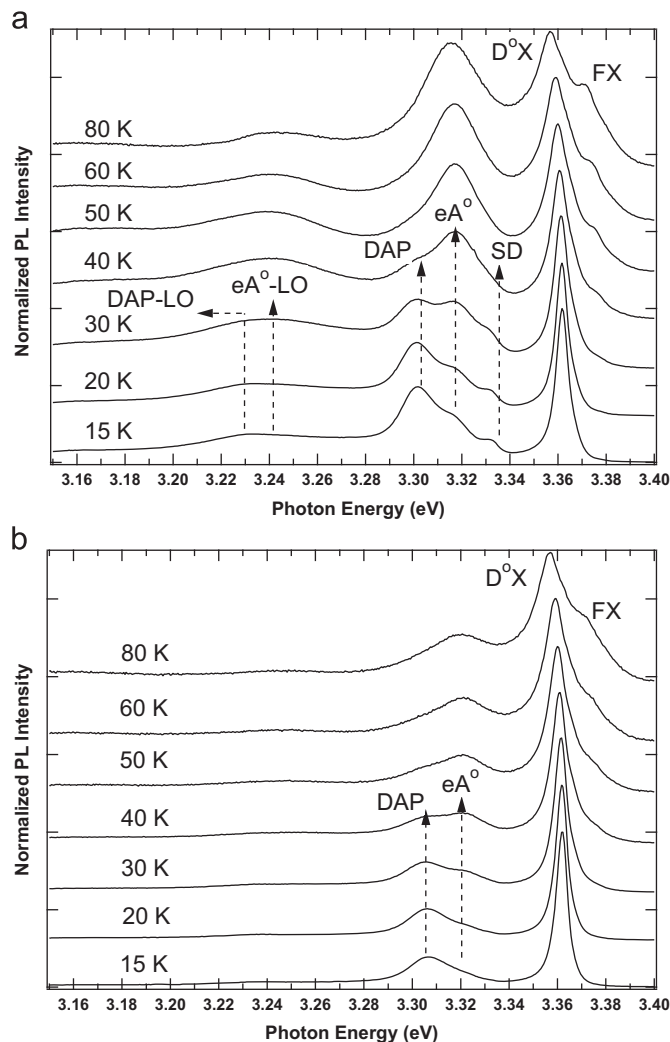 a
D°X
FX
80 K
60 K
50 K
DAP
eA°
SD
40 K
DAP-LO
eA°-LO
30 K
20 K
15 K
Normalized PL Intensity
3.16 3.18 3.20 3.22 3.24 3.26 3.28 3.30 3.32 3.34 3.36 3.38 3.40
Photon Energy (eV)
b
D°X
FX
80 K
60 K
50 K
DAP
eA°
40 K
30 K
20 K
15 K
Normalized PL Intensity
3.16 3.18 3.20 3.22 3.24 3.26 3.28 3.30 3.32 3.34 3.36 3.38 3.40
Photon Energy (eV)